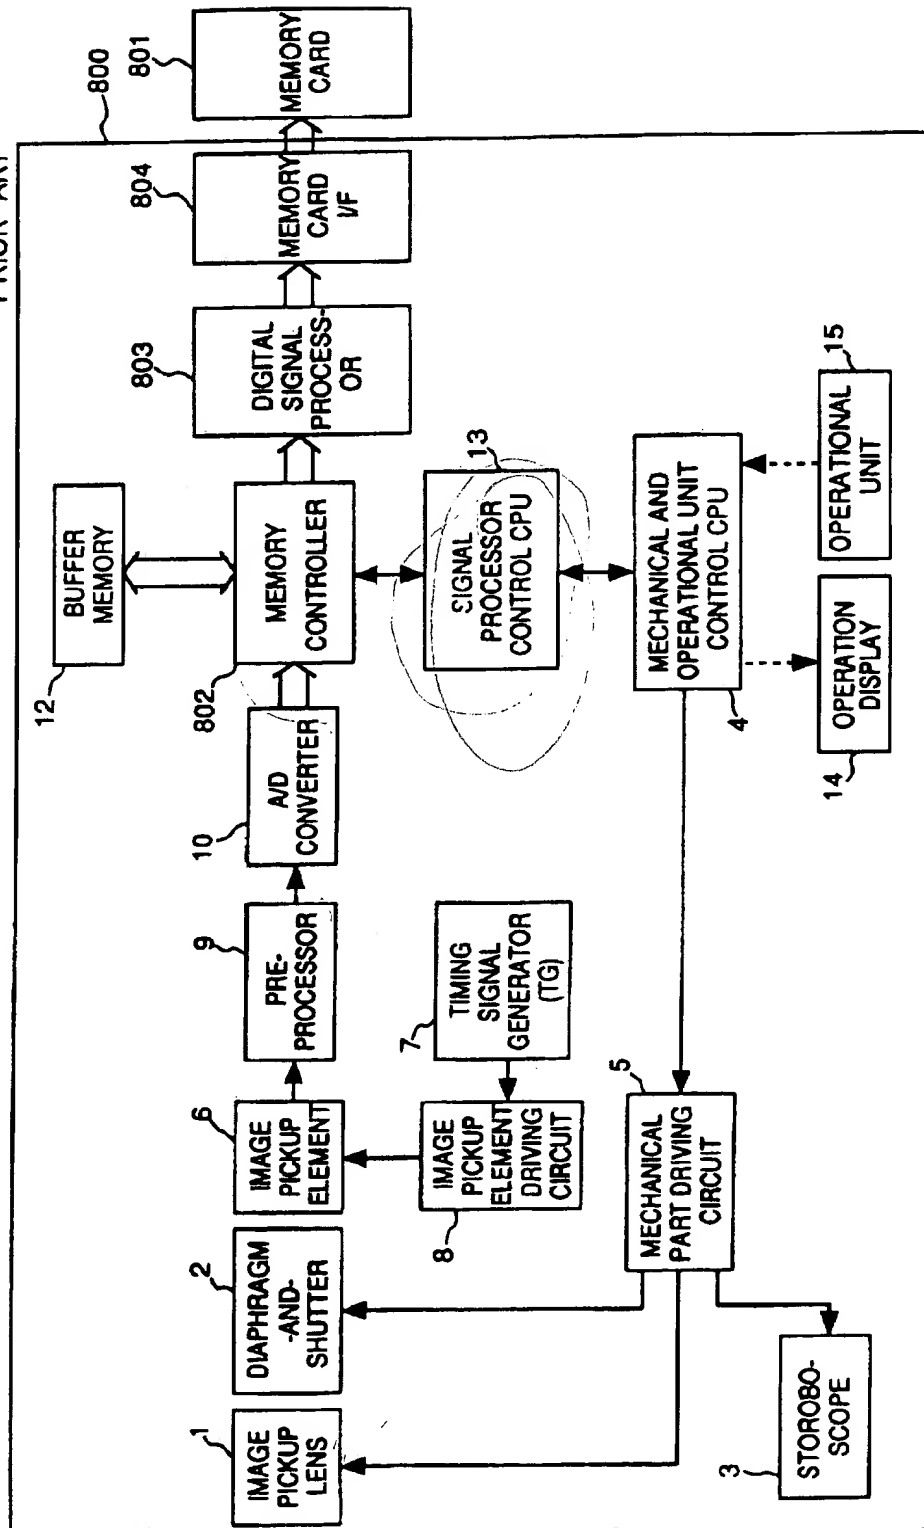 PRIOR ART
800
801
MEMORY
CARD
804
MEMORY
CARD
I/F
803
DIGITAL
SIGNAL
PROCESS-
OR
12
BUFFER
MEMORY
802
MEMORY
CONTROLLER
10
A/D
CONVERTER
9
PRE-
PROCESSOR
6
IMAGE
PICKUP
ELEMENT
2
DIAPHRAGM
-AND-
SHUTTER
1
IMAGE
PICKUP
LENS
13
SIGNAL
PROCESSOR
CONTROL CPU
7
TIMING
SIGNAL
GENERATOR
(TG)
8
IMAGE
PICKUP
ELEMENT
DRIVING
CIRCUIT
4
MECHANICAL AND
OPERATIONAL UNIT
CONTROL CPU
5
MECHANICAL
PART DRIVING
CIRCUIT
15
OPERATIONAL
UNIT
14
OPERATION
DISPLAY
3
STOROBO-
SCOPE